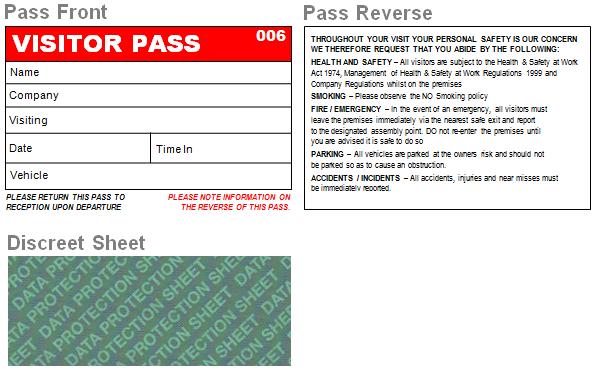 Pass Front
VISITOR PASS 006
Name
Company
Visiting
Date Time In
Vehicle
PLEASE RETURN THIS PASS TO
RECEPTION UPON DEPARTURE
PLEASE NOTE INFORMATION ON
THE REVERSE OF THIS PASS.
Pass Reverse
THROUGHOUT YOUR VISIT YOUR PERSONAL SAFETY IS OUR CONCERN
WE THEREFORE REQUEST THAT YOU ABIDE BY THE FOLLOWING:
HEALTH AND SAFETY – All visitors are subject to the Health & Safety at Work
Act 1974, Management of Health & Safety at Work Regulations 1999 and
Company Regulations whilst on the premises
SMOKING – Please observe the NO Smoking policy
FIRE / EMERGENCY – In the event of an emergency, all visitors must
leave the premises immediately via the nearest safe exit and report
to the designated assembly point. DO not re-enter the premises until
you are advised it is safe to do so
PARKING – All vehicles are parked at the owners risk and should not
be parked so as to cause an obstruction.
ACCIDENTS / INCIDENTS – All accidents, injuries and near misses must
be immediately reported.
Discreet Sheet
DATA PROTECTION SHEET DATA PROTECTION SHEET